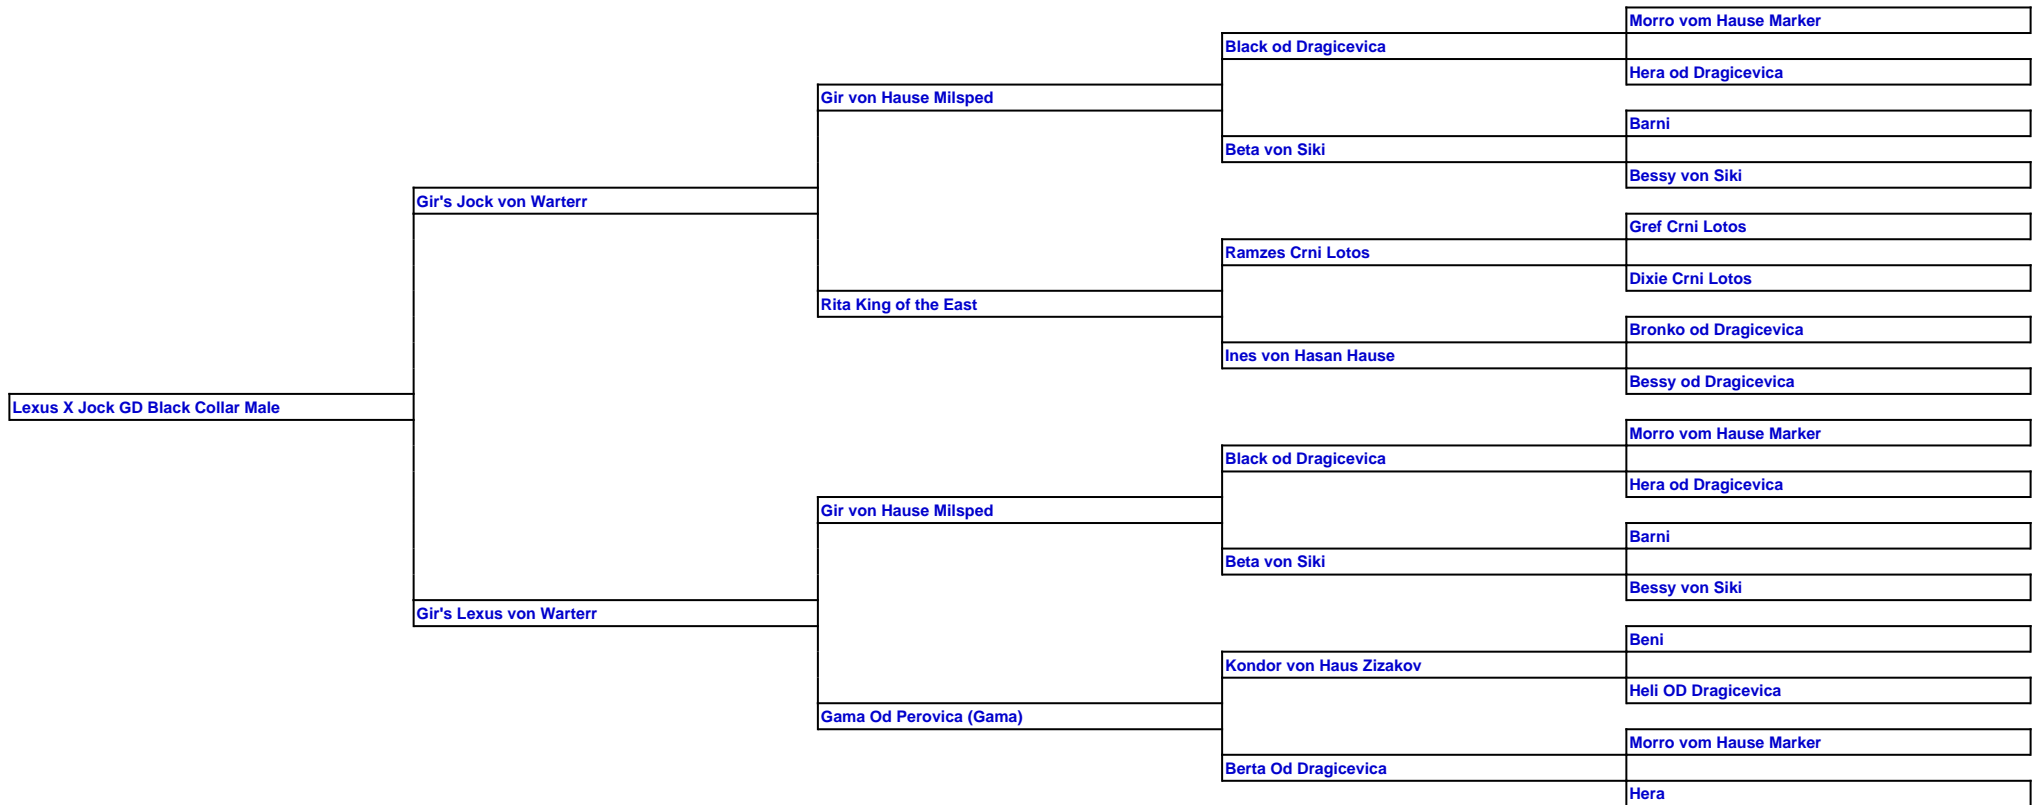 Morro vom Hause Marker
Black od Dragicevica
Hera od Dragicevica
Gir von Hause Milsped
Barni
Beta von Siki
Bessy von Siki
Gir's Jock von Warterr
Gref Crni Lotos
Ramzes Crni Lotos
Dixie Crni Lotos
Rita King of the East
Bronko od Dragicevica
Ines von Hasan Hause
Bessy od Dragicevica
Lexus X Jock GD Black Collar Male
Morro vom Hause Marker
Black od Dragicevica
Hera od Dragicevica
Gir von Hause Milsped
Barni
Beta von Siki
Bessy von Siki
Gir's Lexus von Warterr
Beni
Kondor von Haus Zizakov
Heli OD Dragicevica
Gama Od Perovica (Gama)
Morro vom Hause Marker
Berta Od Dragicevica
Hera